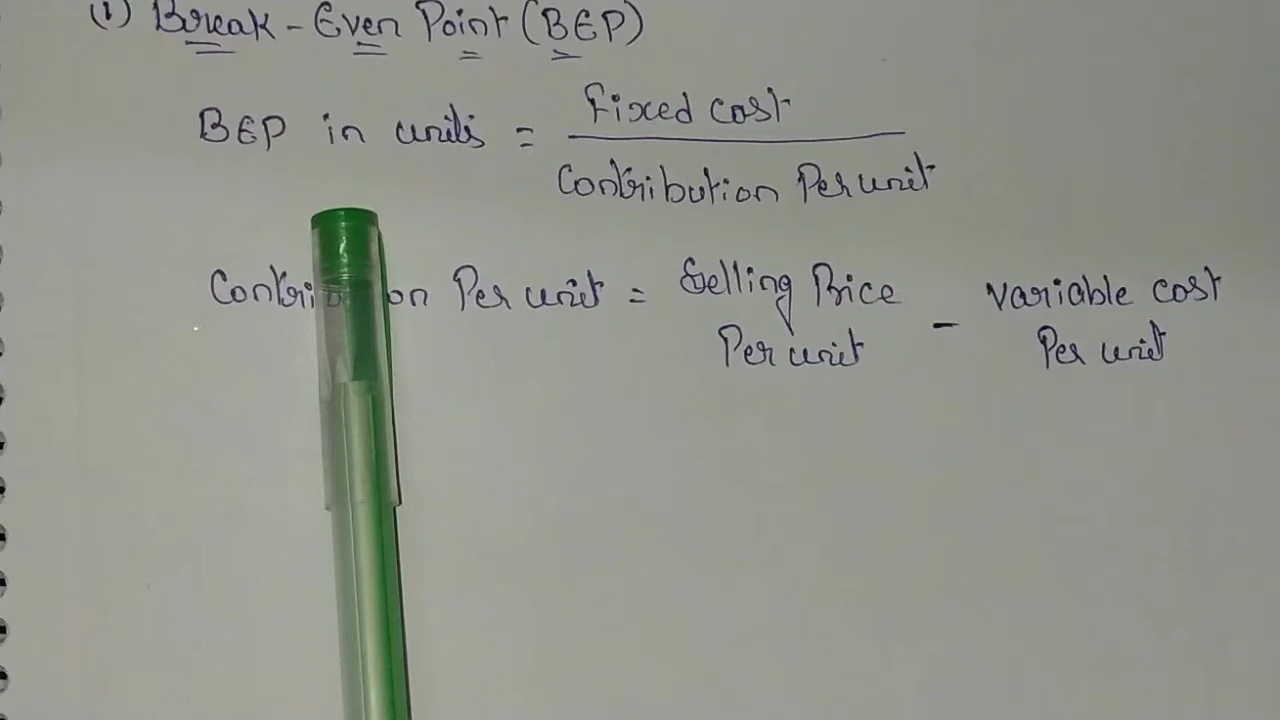 (1) Break-Even Point (BEP)
BEP in units = Fixed cost
Contribution Per unit
Contribution Per unit = Selling Price - Variable cost
Per unit Per unit